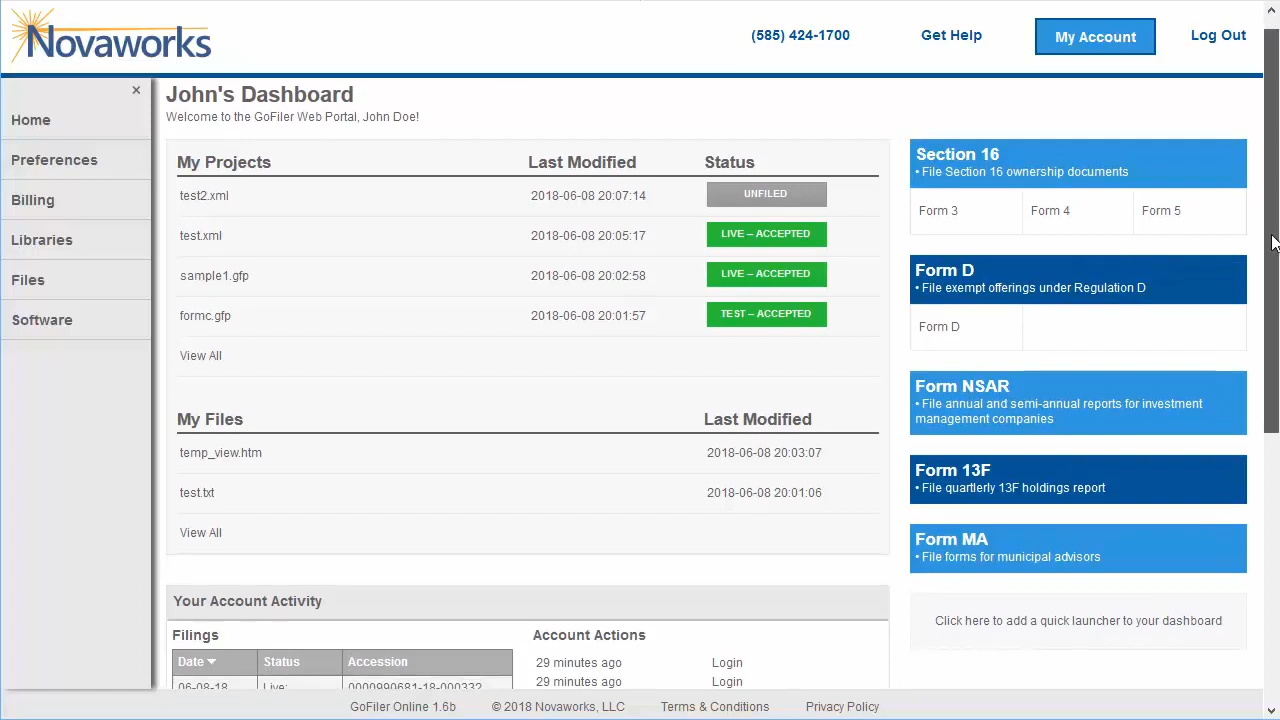 Novaworks
(585) 424-1700
Get Help
My Account
Log Out
×
Home
Preferences
Billing
Libraries
Files
Software
John's Dashboard
Welcome to the GoFiler Web Portal, John Doe!
My Projects Last Modified Status
test2.xml 2018-06-08 20:07:14 UNFILED
test.xml 2018-06-08 20:05:17 LIVE – ACCEPTED
sample1.gfp 2018-06-08 20:02:58 LIVE – ACCEPTED
formc.gfp 2018-06-08 20:01:57 TEST – ACCEPTED
View All
My Files Last Modified
temp_view.htm 2018-06-08 20:03:07
test.txt 2018-06-08 20:01:06
View All
Your Account Activity
Filings
Date Status Accession
06-08-18 Live: 0000990681-18-000332
Account Actions
29 minutes ago Login
29 minutes ago Login
Section 16
• File Section 16 ownership documents
Form 3 Form 4 Form 5
Form D
• File exempt offerings under Regulation D
Form D
Form NSAR
• File annual and semi-annual reports for investment
management companies
Form 13F
• File quartlerly 13F holdings report
Form MA
• File forms for municipal advisors
Click here to add a quick launcher to your dashboard
GoFiler Online 1.6b © 2018 Novaworks, LLC Terms & Conditions Privacy Policy